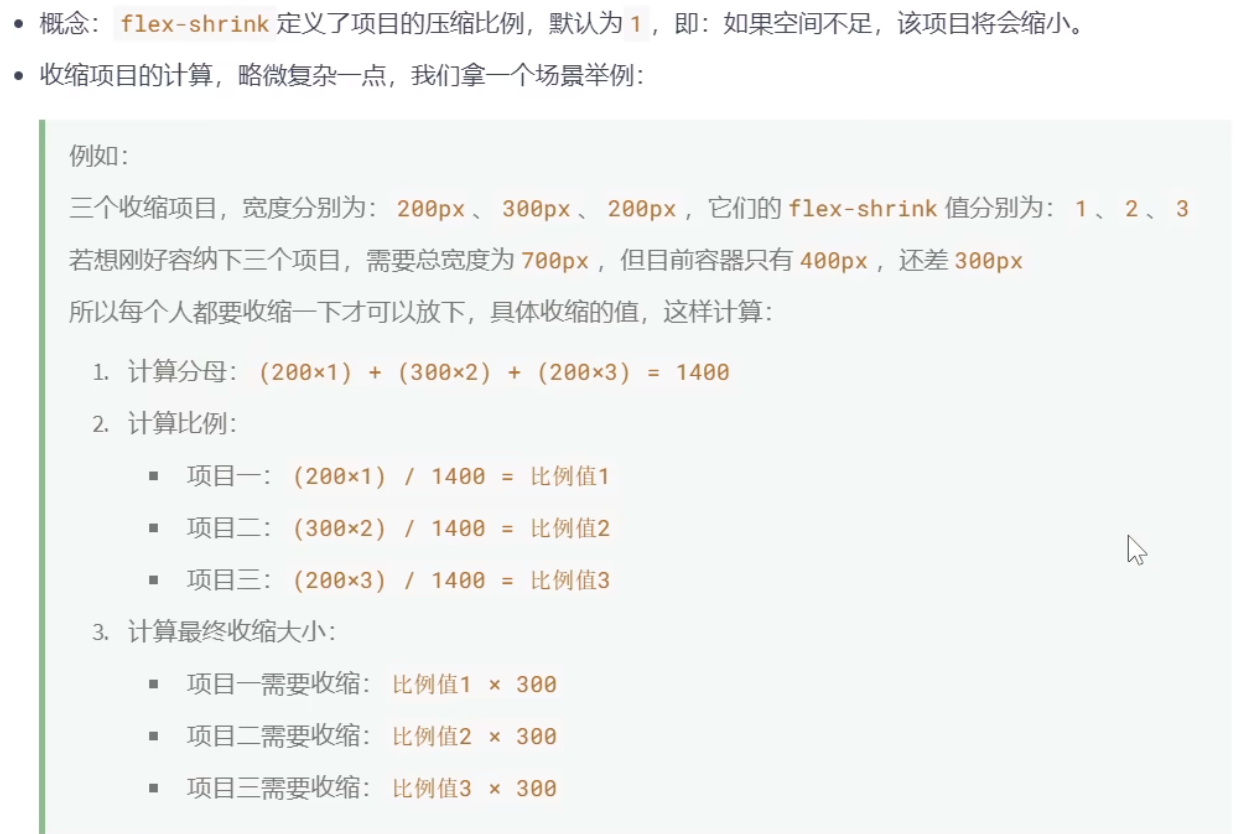 概念：flex-shrink 定义了项目的压缩比例，默认为 1 ，即：如果空间不足，该项目将会缩小。
收缩项目的计算，略微复杂一点，我们拿一个场景举例：
例如：
三个收缩项目，宽度分别为： 200px 、 300px 、 200px ，它们的 flex-shrink 值分别为： 1 、 2 、 3
若想刚好容纳下三个项目，需要总宽度为 700px ，但目前容器只有 400px ，还差 300px
所以每个人都要收缩一下才可以放下，具体收缩的值，这样计算：
1. 计算分母： (200×1) + (300×2) + (200×3) = 1400
2. 计算比例：
项目一： (200×1) / 1400 = 比例值1
项目二： (300×2) / 1400 = 比例值2
项目三： (200×3) / 1400 = 比例值3
3. 计算最终收缩大小：
项目一需要收缩： 比例值1 × 300
项目二需要收缩： 比例值2 × 300
项目三需要收缩： 比例值3 × 300